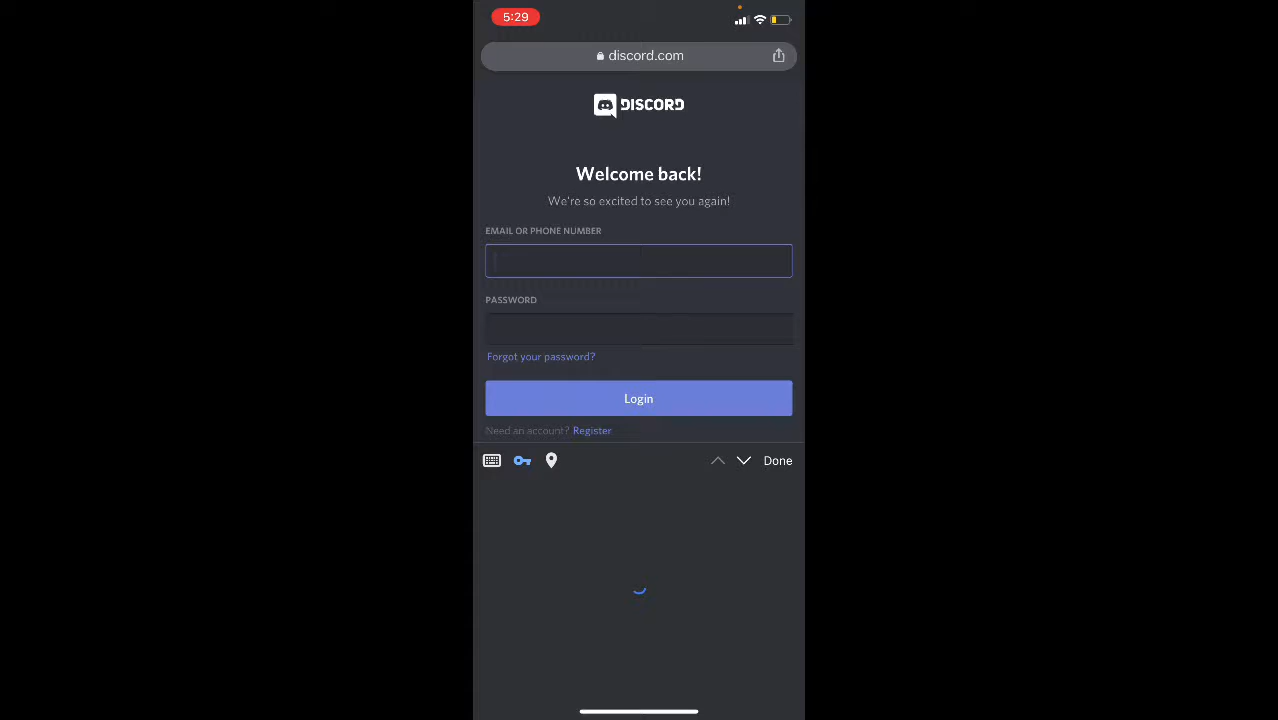 5:29
discord.com
DISCORD
Welcome back!
We're so excited to see you again!
EMAIL OR PHONE NUMBER
PASSWORD
Forgot your password?
Login
Need an account? Register
Done